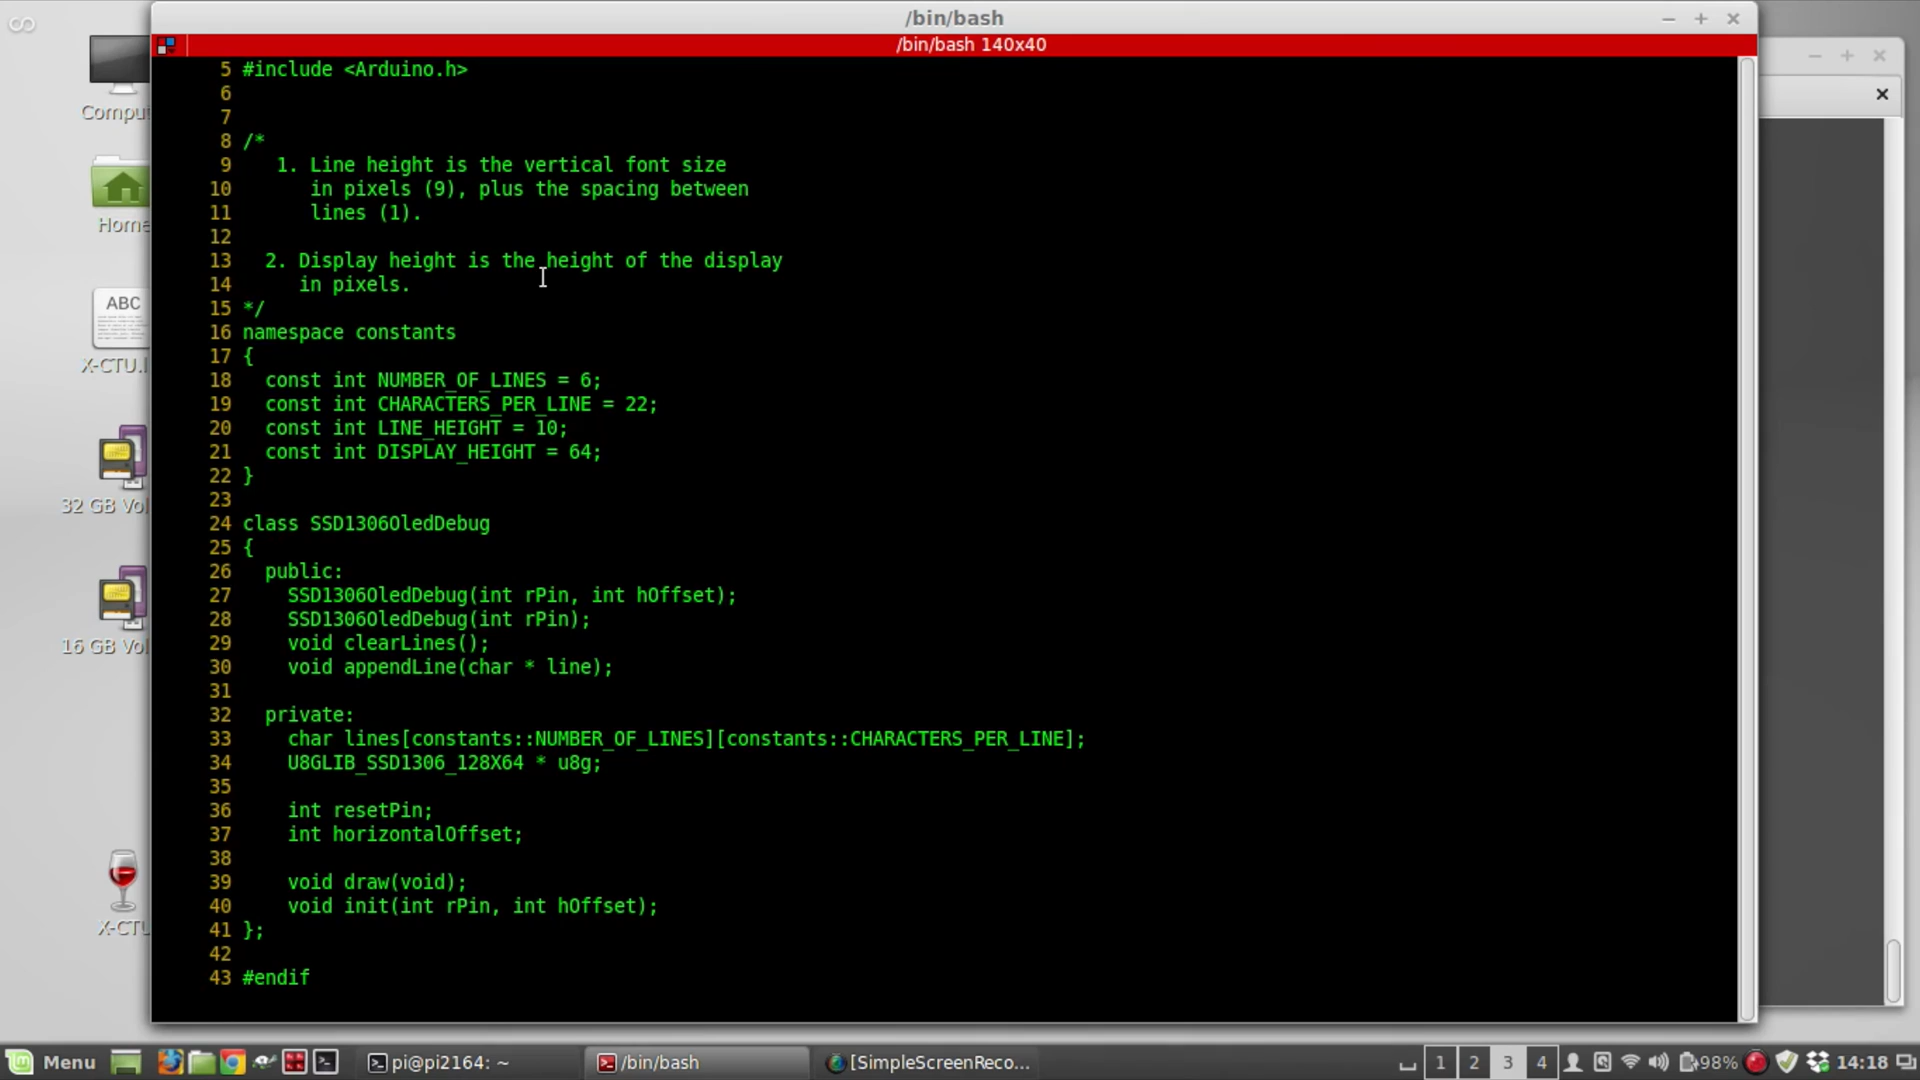 /bin/bash
/bin/bash 140x40
5 #include <Arduino.h>
6
7
8 /*
9 1. Line height is the vertical font size
10 in pixels (9), plus the spacing between
11 lines (1).
12
13 2. Display height is the height of the display
14 in pixels.
15 */
16 namespace constants
17 {
18 const int NUMBER_OF_LINES = 6;
19 const int CHARACTERS_PER_LINE = 22;
20 const int LINE_HEIGHT = 10;
21 const int DISPLAY_HEIGHT = 64;
22 }
23
24 class SSD1306OledDebug
25 {
26 public:
27 SSD1306OledDebug(int rPin, int hOffset);
28 SSD1306OledDebug(int rPin);
29 void clearLines();
30 void appendLine(char * line);
31
32 private:
33 char lines[constants::NUMBER_OF_LINES][constants::CHARACTERS_PER_LINE];
34 U8GLIB_SSD1306_128X64 * u8g;
35
36 int resetPin;
37 int horizontalOffset;
38
39 void draw(void);
40 void init(int rPin, int hOffset);
41 };
42
43 #endif
Compu
Home
ABC
X-CTU.l
32 GB Vol
16 GB Vol
X-CTU
Menu
pi@pi2164: ~
/bin/bash
[SimpleScreenReco...
1 2 3 4
98%
14:18